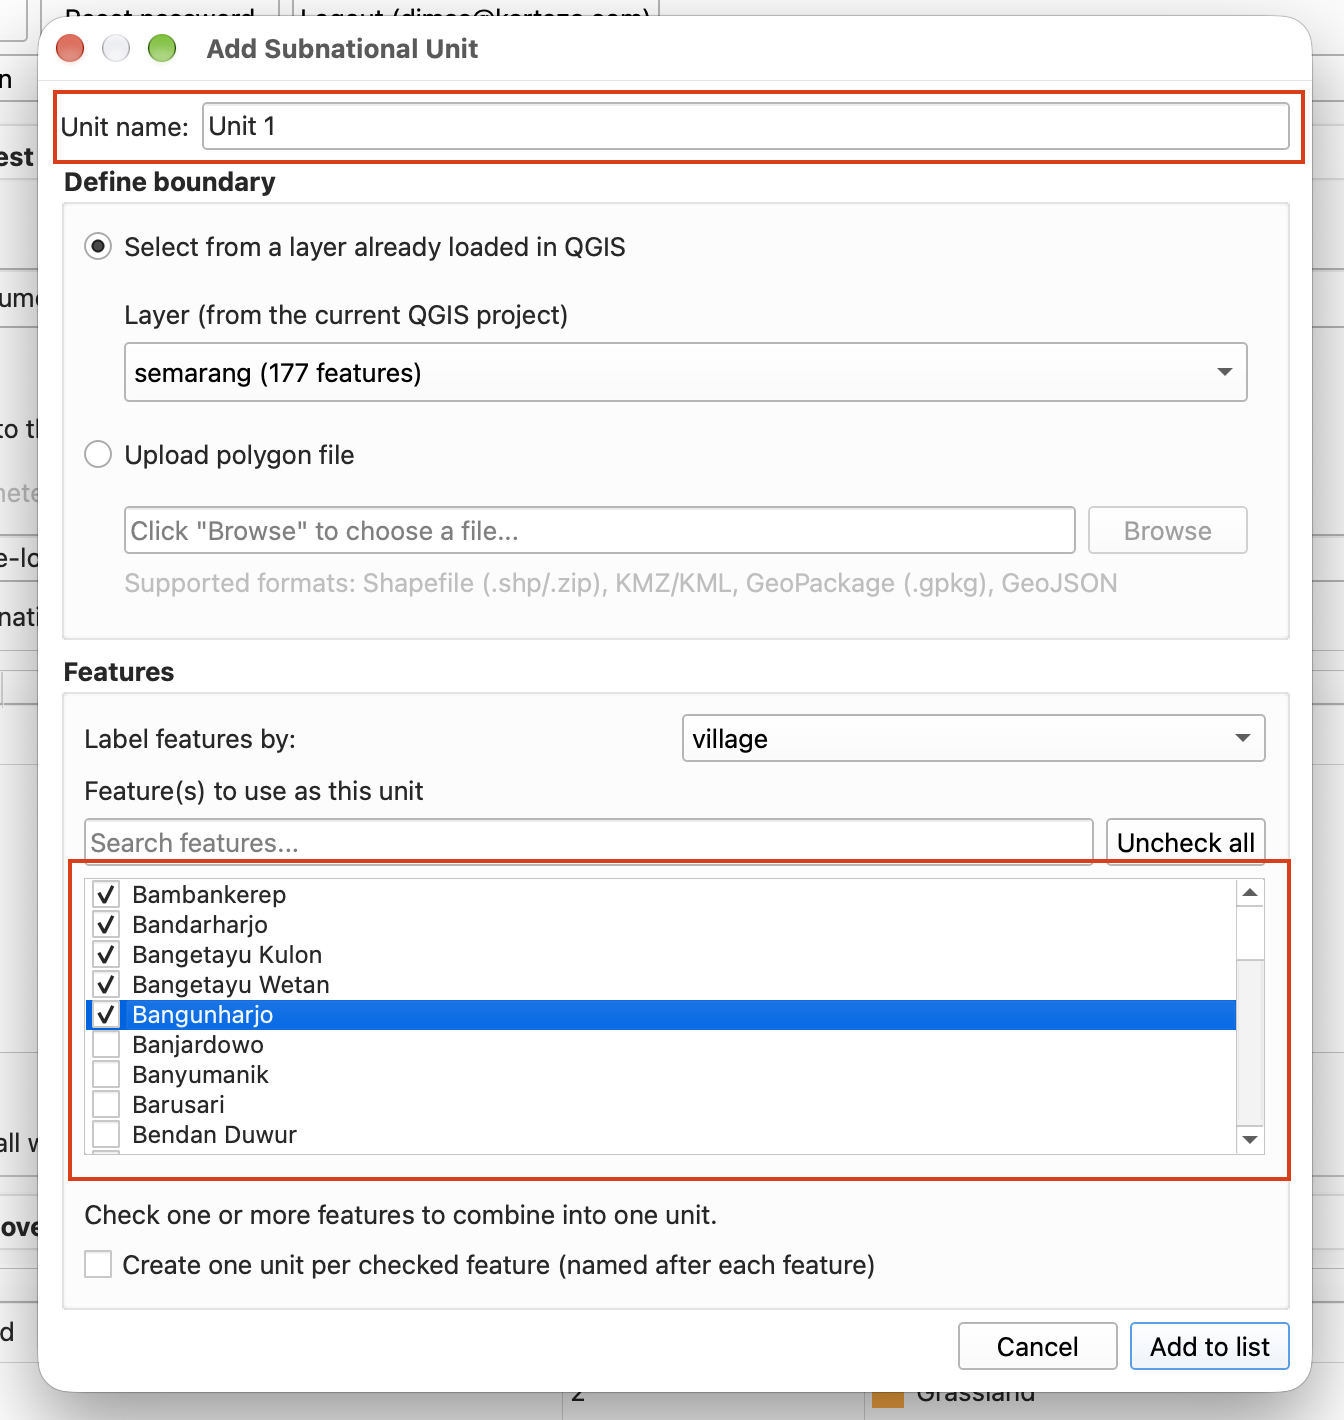 Add Subnational Unit
Unit name: Unit 1
Define boundary
Select from a layer already loaded in QGIS
Layer (from the current QGIS project)
semarang (177 features)
Upload polygon file
Click "Browse" to choose a file... Browse
Supported formats: Shapefile (.shp/.zip), KMZ/KML, GeoPackage (.gpkg), GeoJSON
Features
Label features by: village
Feature(s) to use as this unit
Search features... Uncheck all
Bambankerep
Bandarharjo
Bangetayu Kulon
Bangetayu Wetan
Bangunharjo
Banjardowo
Banyumanik
Barusari
Bendan Duwur
Check one or more features to combine into one unit.
Create one unit per checked feature (named after each feature)
Cancel Add to list
2 Grassland